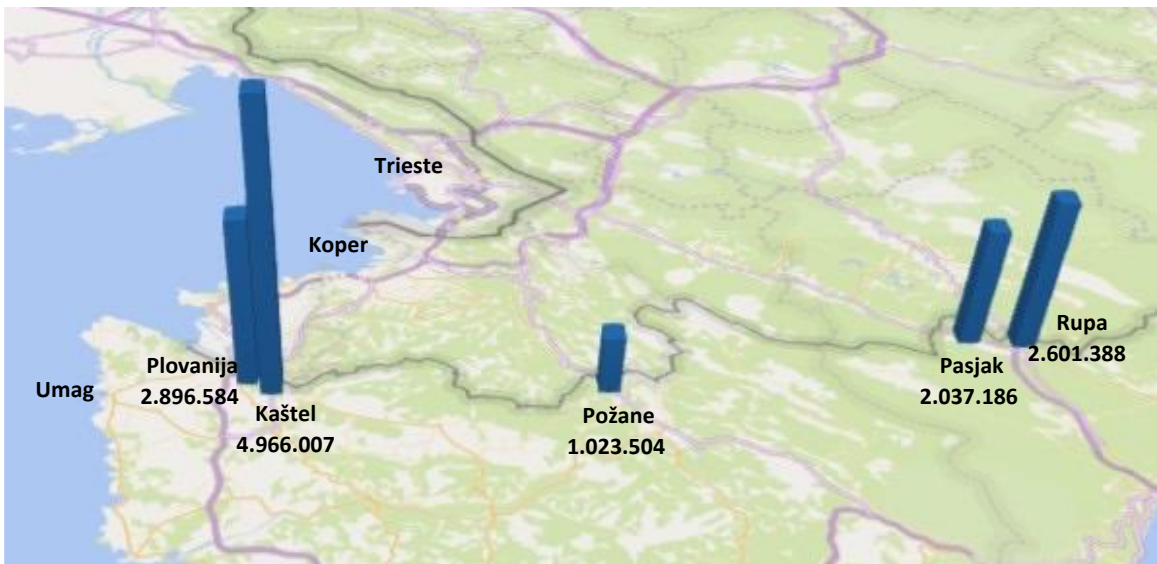 Trieste
Koper
Umag
Plovanija
2.896.584
Kaštel
4.966.007
Požane
1.023.504
Pasjak
2.037.186
Rupa
2.601.388